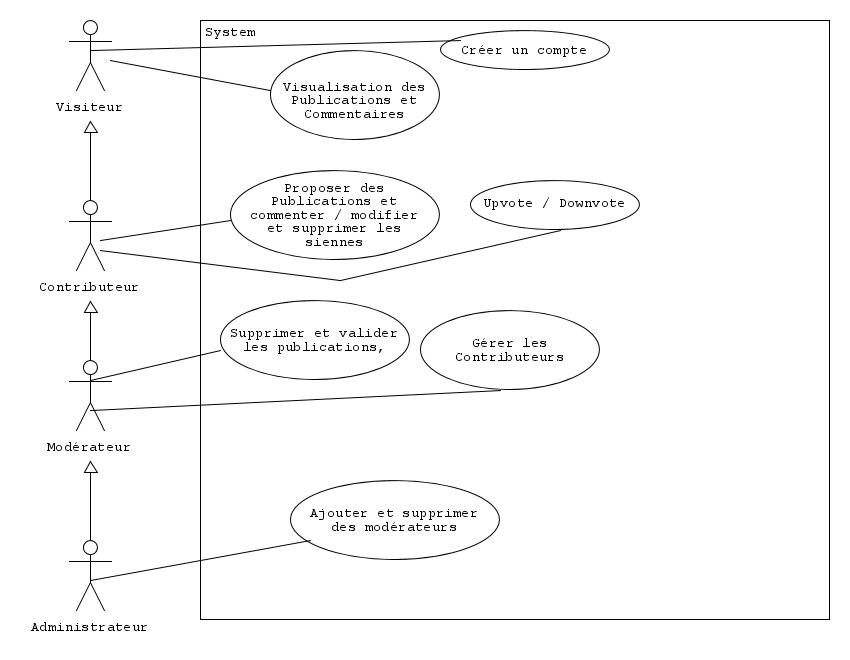 System
Créer un compte
Visualisation des
Publications et
Commentaires
Visiteur
Proposer des
Publications et
commenter / modifier
et supprimer les
siennes
Upvote / Downvote
Contributeur
Supprimer et valider
les publications,
Gérer les
Contributeurs
Modérateur
Ajouter et supprimer
des modérateurs
Administrateur